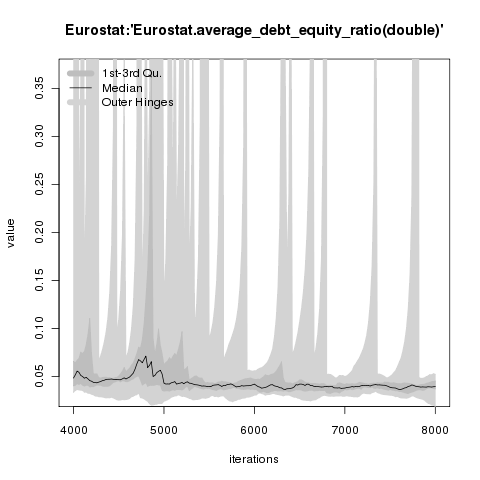 Eurostat:'Eurostat.average_debt_equity_ratio(double)'
1st-3rd Qu.
Median
Outer Hinges
value
0.35
0.30
0.25
0.20
0.15
0.10
0.05
4000 5000 6000 7000 8000
iterations